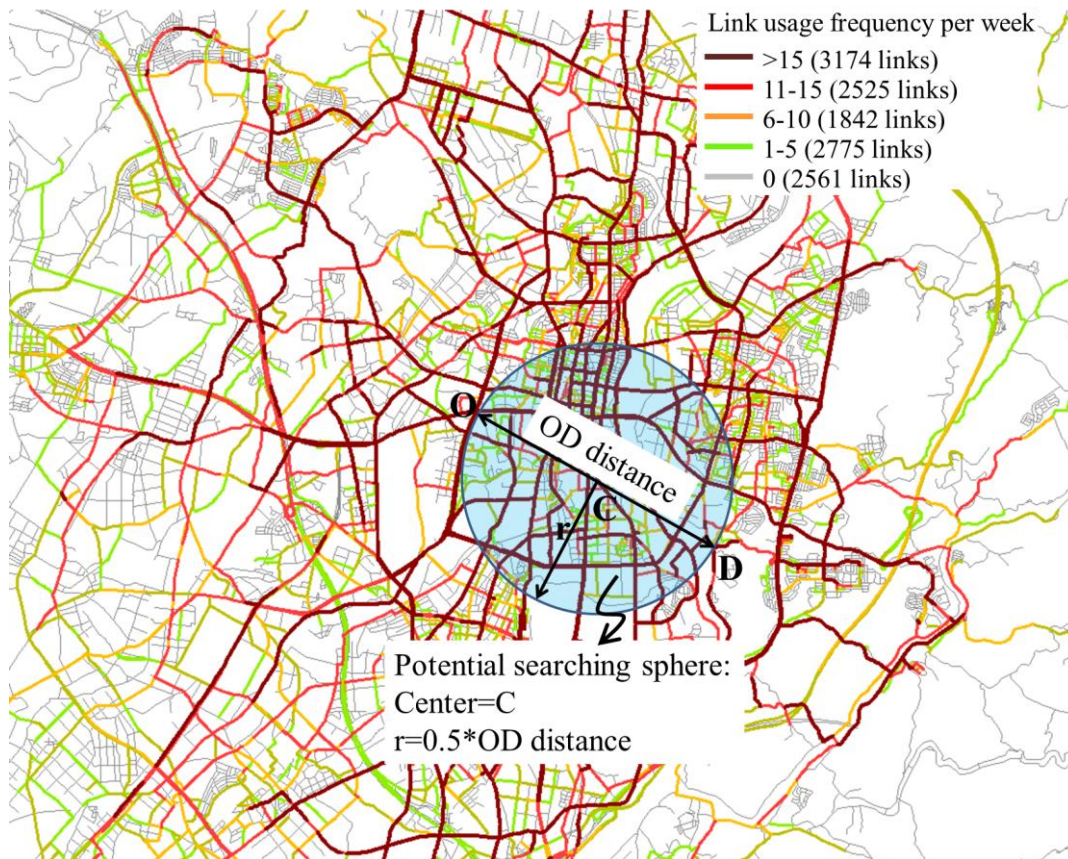 Link usage frequency per week
>15 (3174 links)
11-15 (2525 links)
6-10 (1842 links)
1-5 (2775 links)
0 (2561 links)
O
OD distance
C
r
D
Potential searching sphere:
Center=C
r=0.5*OD distance